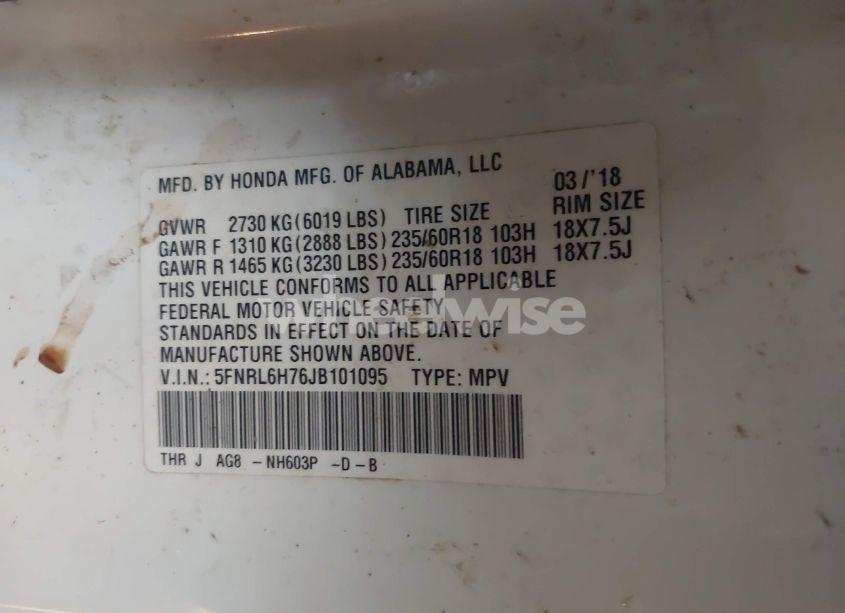 MFD. BY HONDA MFG. OF ALABAMA, LLC 03/'18
GVWR 2730 KG(6019 LBS) TIRE SIZE RIM SIZE
GAWR F 1310 KG(2888 LBS) 235/60R18 103H 18X7.5J
GAWR R 1465 KG(3230 LBS) 235/60R18 103H 18X7.5J
THIS VEHICLE CONFORMS TO ALL APPLICABLE
FEDERAL MOTOR VEHICLE SAFETY
STANDARDS IN EFFECT ON THE DATE OF
MANUFACTURE SHOWN ABOVE.
V.I.N.: 5FNRL6H76JB101095 TYPE: MPV
THR J AG8 -NH603P -D-B